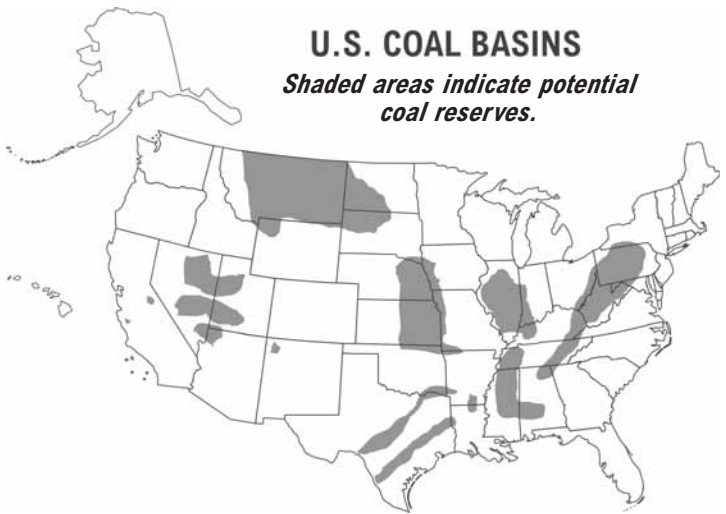 U.S. COAL BASINS
Shaded areas indicate potential
coal reserves.